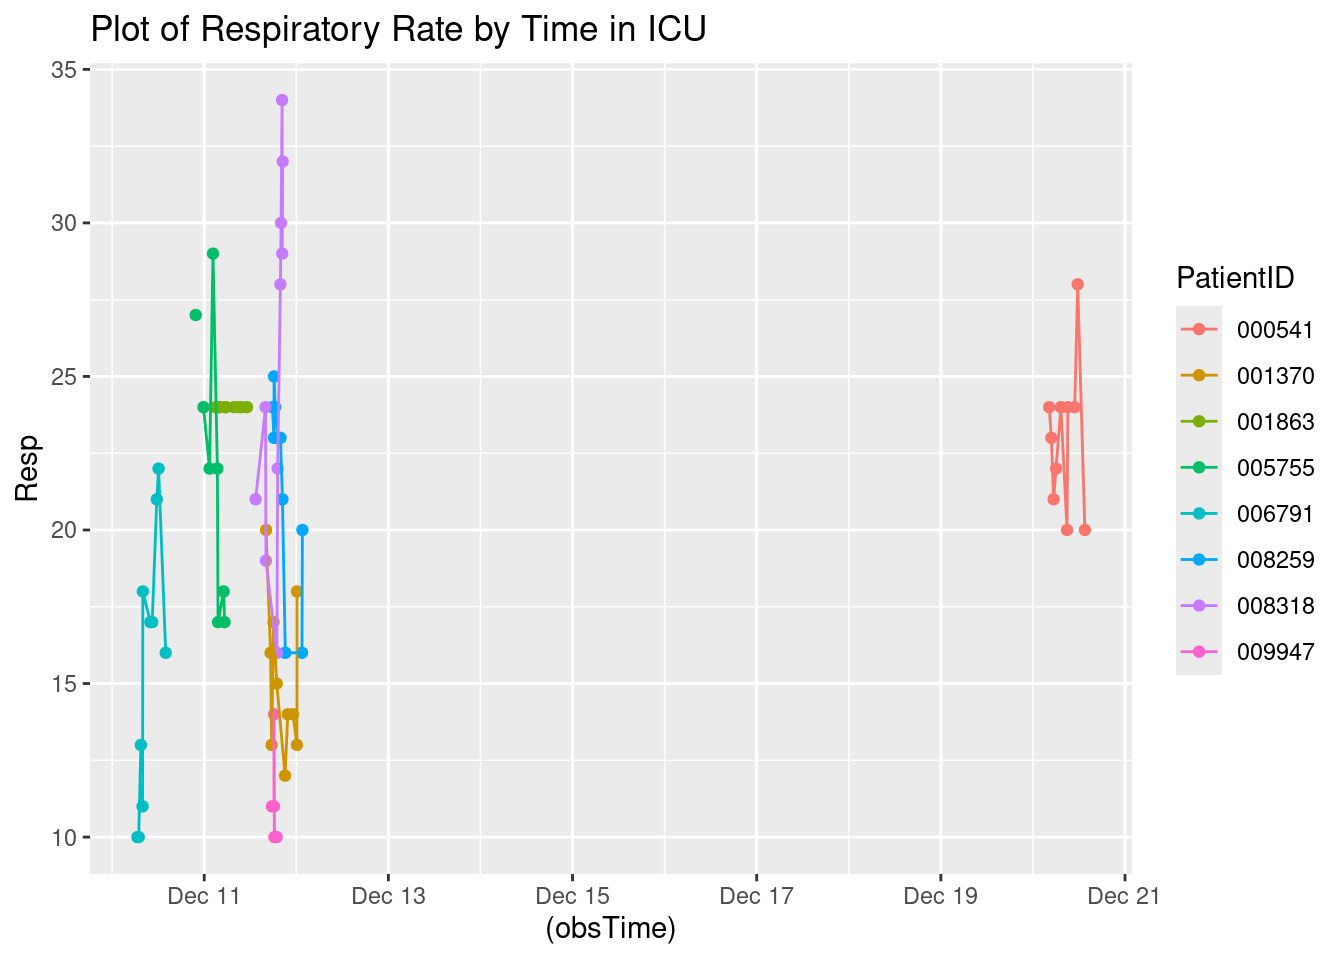 Plot of Respiratory Rate by Time in ICU
35
30
25
20
15
10
Resp
Dec 11
Dec 13
Dec 15
Dec 17
Dec 19
Dec 21
(obsTime)
PatientID
000541
001370
001863
005755
006791
008259
008318
009947